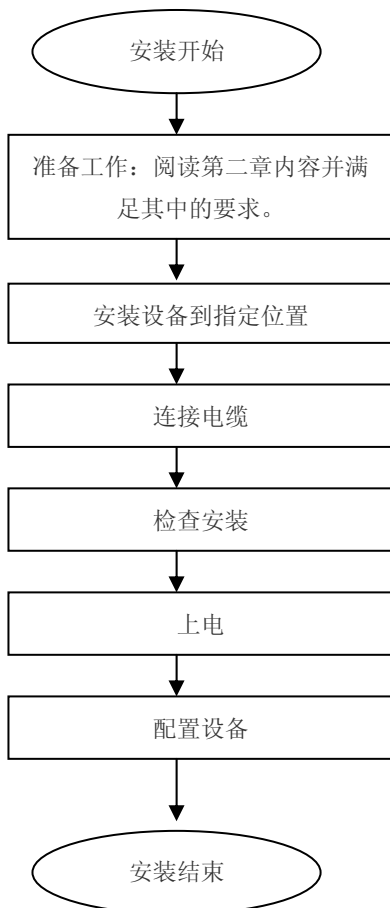 安装开始
准备工作：阅读第二章内容并满
足其中的要求。
安装设备到指定位置
连接电缆
检查安装
上电
配置设备
安装结束